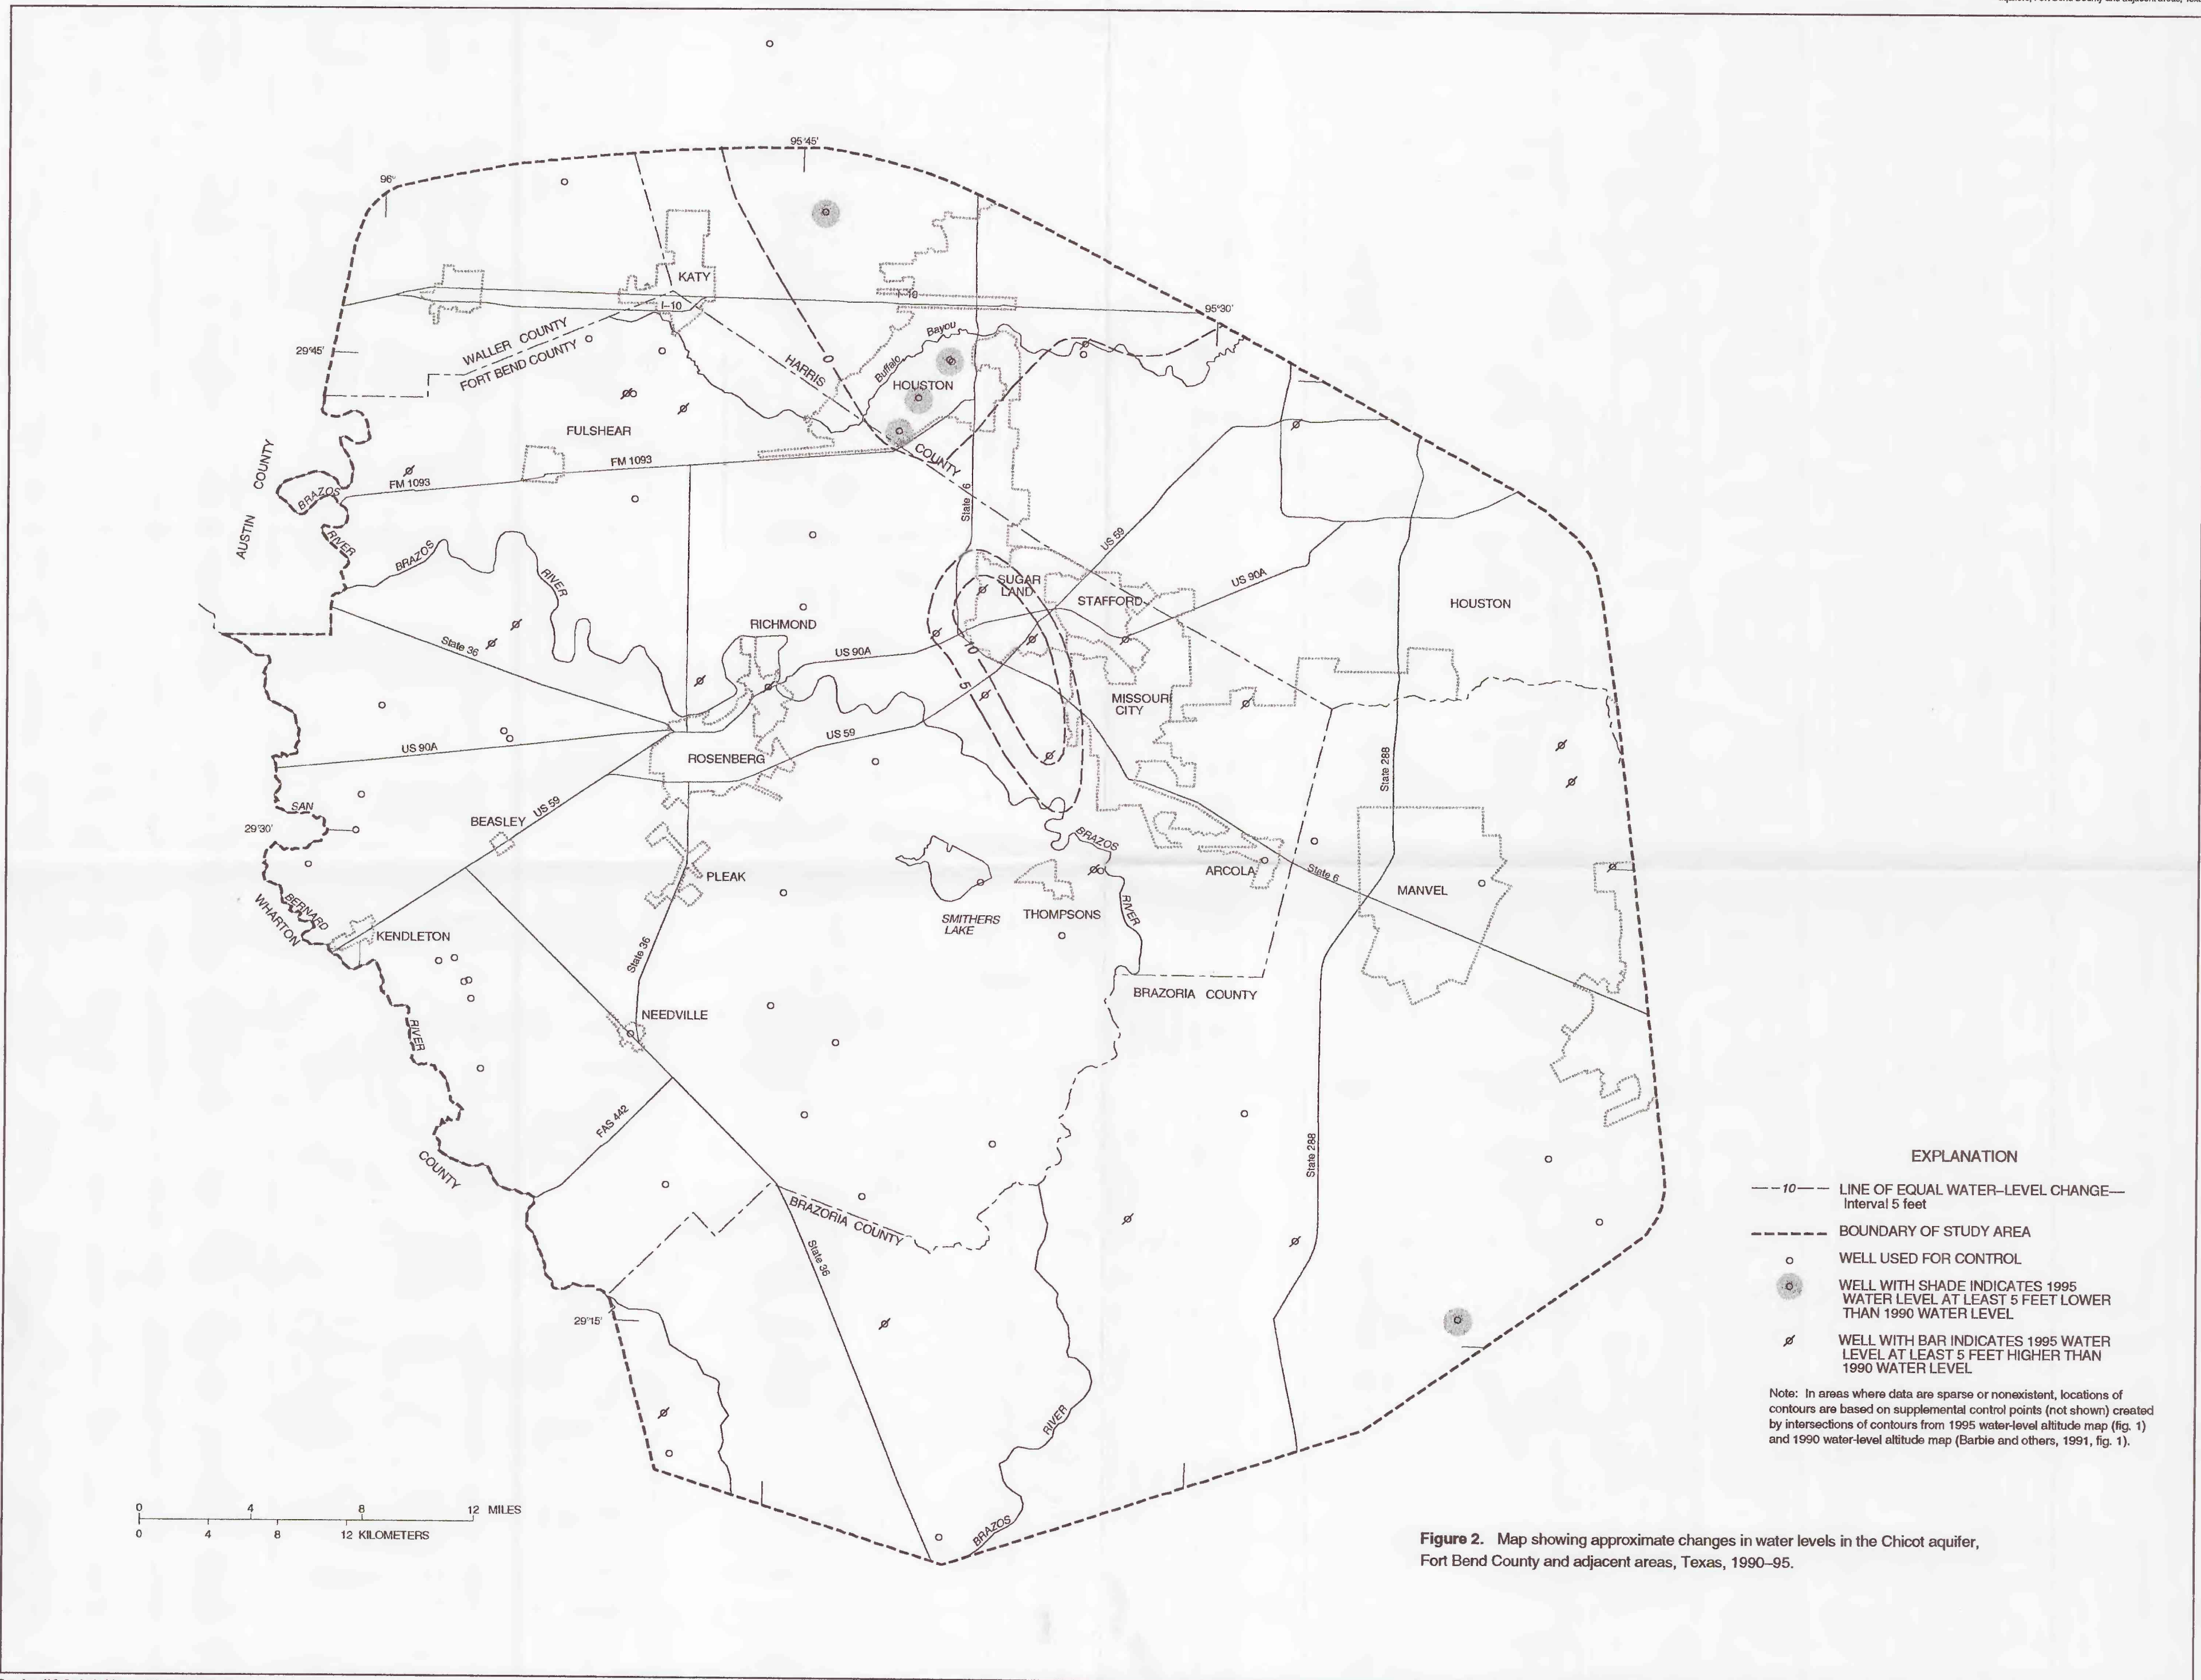 95°45'
96°
KATY
I-10
I-10
95°30'
WALLER COUNTY
FORT BEND COUNTY
29°45'
HARRIS
0
Buffalo
Bayou
HOUSTON
COUNTY
FULSHEAR
FM 1093
FM 1093
AUSTIN COUNTY
BRAZOS
RIVER
BRAZOS
RIVER
State 6
US 59
SUGAR
LAND
STAFFORD
US 90A
HOUSTON
RICHMOND
State 36
US 90A
10
5
MISSOURI
CITY
US 90A
US 59
ROSENBERG
State 288
SAN
29°30'
BEASLEY
US 59
BRAZOS
PLEAK
ARCOLA
State 6
MANVEL
BERNARD
WHARTON
KENDLETON
SMITHERS
LAKE
THOMPSONS
RIVER
State 36
BRAZORIA COUNTY
NEEDVILLE
RIVER
FAS 442
COUNTY
State 288
BRAZORIA COUNTY
State 36
29°15'
RIVER
BRAZOS
EXPLANATION
—10— LINE OF EQUAL WATER–LEVEL CHANGE—
Interval 5 feet
BOUNDARY OF STUDY AREA
WELL USED FOR CONTROL
WELL WITH SHADE INDICATES 1995
WATER LEVEL AT LEAST 5 FEET LOWER
THAN 1990 WATER LEVEL
WELL WITH BAR INDICATES 1995 WATER
LEVEL AT LEAST 5 FEET HIGHER THAN
1990 WATER LEVEL
Note: In areas where data are sparse or nonexistent, locations of
contours are based on supplemental control points (not shown) created
by intersections of contours from 1995 water-level altitude map (fig. 1)
and 1990 water-level altitude map (Barbie and others, 1991, fig. 1).
0 4 8 12 MILES
0 4 8 12 KILOMETERS
Figure 2. Map showing approximate changes in water levels in the Chicot aquifer,
Fort Bend County and adjacent areas, Texas, 1990–95.